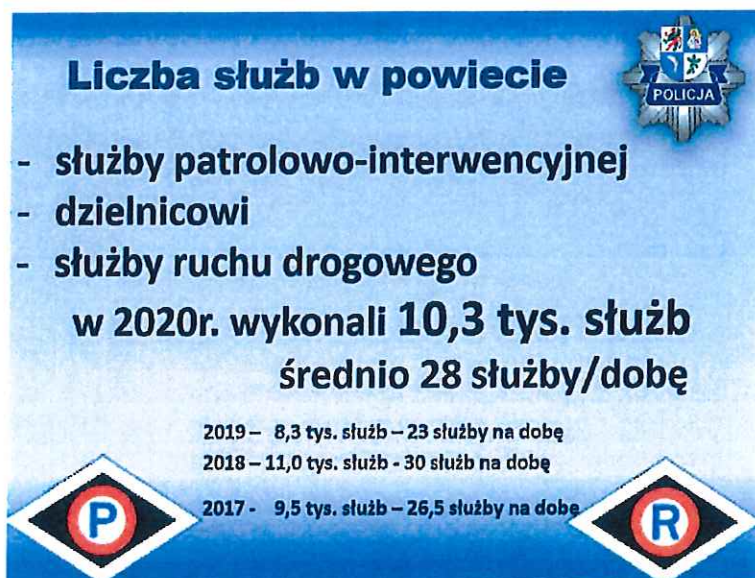 Liczba służb w powiecie
POLICJA
- służby patrolowo-interwencyjnej
- dzielnicowi
- służby ruchu drogowego
w 2020r. wykonali 10,3 tys. służb
średnio 28 służby/dobę
2019 – 8,3 tys. służb – 23 służby na dobę
2018 – 11,0 tys. służb - 30 służb na dobę
2017 - 9,5 tys. służb – 26,5 służby na dobę
P
R